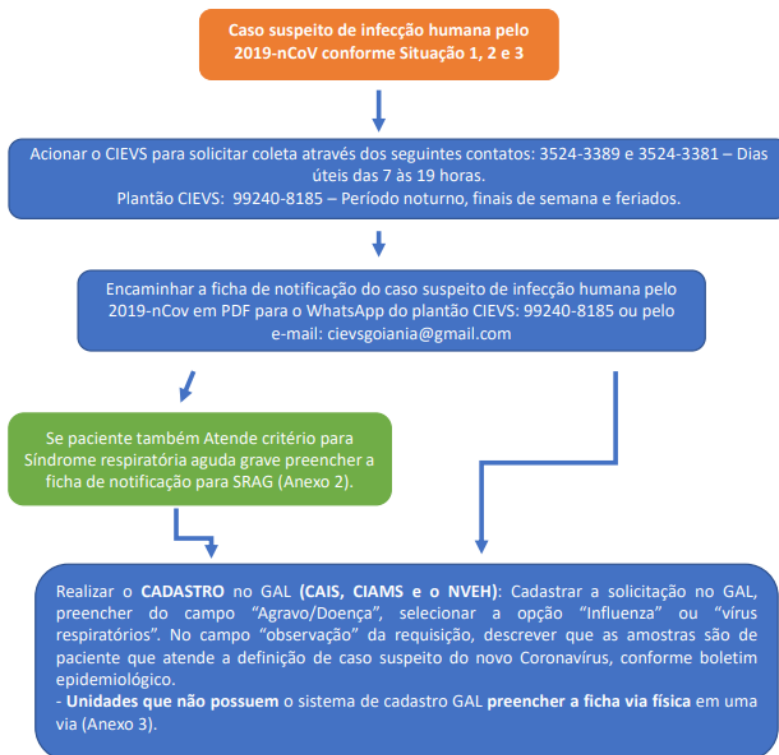 Caso suspeito de infecção humana pelo
2019-nCoV conforme Situação 1, 2 e 3
Acionar o CIEVS para solicitar coleta através dos seguintes contatos: 3524-3389 e 3524-3381 – Dias
úteis das 7 às 19 horas.
Plantão CIEVS:  99240-8185 – Período noturno, finais de semana e feriados.
Encaminhar a ficha de notificação do caso suspeito de infecção humana pelo
2019-nCov em PDF para o WhatsApp do plantão CIEVS: 99240-8185 ou pelo
e-mail: cievsgoiania@gmail.com
Se paciente também Atende critério para
Síndrome respiratória aguda grave preencher a
ficha de notificação para SRAG (Anexo 2).
Realizar o CADASTRO no GAL (CAIS, CIAMS e o NVEH): Cadastrar a solicitação no GAL,
preencher do campo “Agravo/Doença”, selecionar a opção “Influenza” ou “vírus
respiratórios”. No campo “observação” da requisição, descrever que as amostras são de
paciente que atende a definição de caso suspeito do novo Coronavírus, conforme boletim
epidemiológico.
- Unidades que não possuem o sistema de cadastro GAL preencher a ficha via física em uma
via (Anexo 3).